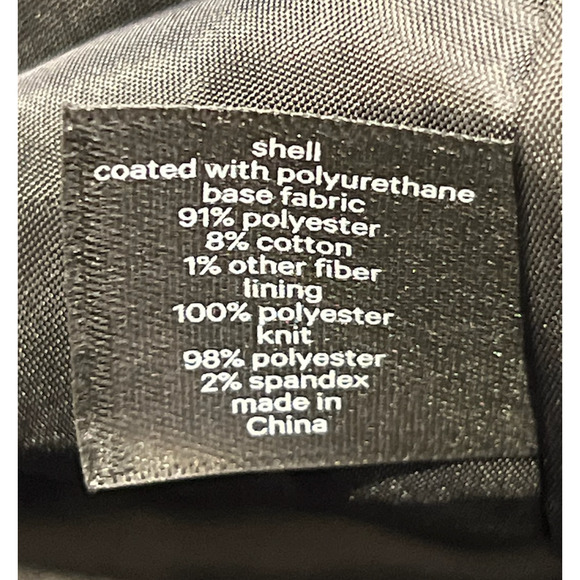 shell
coated with polyurethane
base fabric
91% polyester
8% cotton
1% other fiber
lining
100% polyester
knit
98% polyester
2% spandex
made in
China